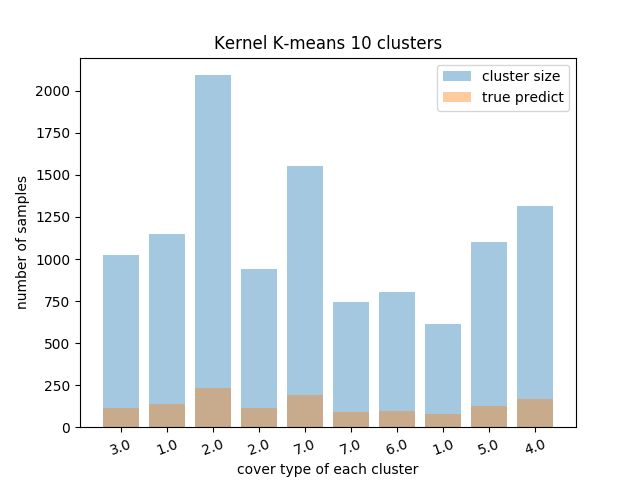 Kernel K-means 10 clusters
cluster size
true predict
number of samples
2000
1750
1500
1250
1000
750
500
250
0
3.0 1.0 2.0 2.0 7.0 7.0 6.0 1.0 5.0 4.0
cover type of each cluster